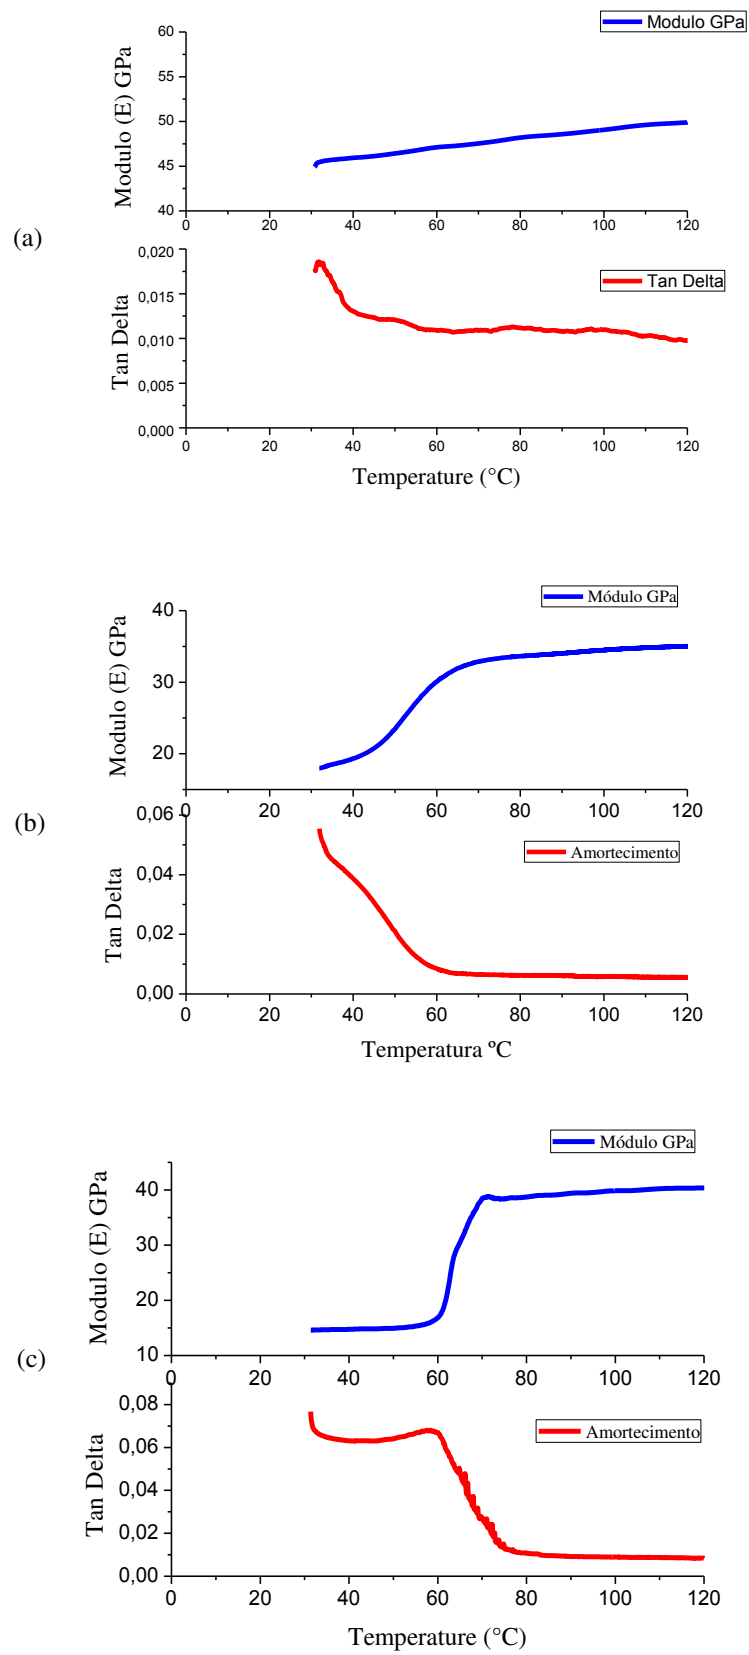 Modulo GPa
Modulo (E) GPa
60
55
50
45
40
0 20 40 60 80 100 120
(a)
0,020
0,015
0,010
0,005
0,000
Tan Delta
Tan Delta
0 20 40 60 80 100 120
Temperature (°C)
Módulo GPa
Modulo (E) GPa
40
30
20
0 20 40 60 80 100 120
(b)
0,06
0,04
0,02
0,00
Tan Delta
Amortecimento
0 20 40 60 80 100 120
Temperatura ºC
Módulo GPa
Modulo (E) GPa
40
30
20
10
0 20 40 60 80 100 120
(c)
0,08
0,06
0,04
0,02
0,00
Tan Delta
Amortecimento
0 20 40 60 80 100 120
Temperature (°C)